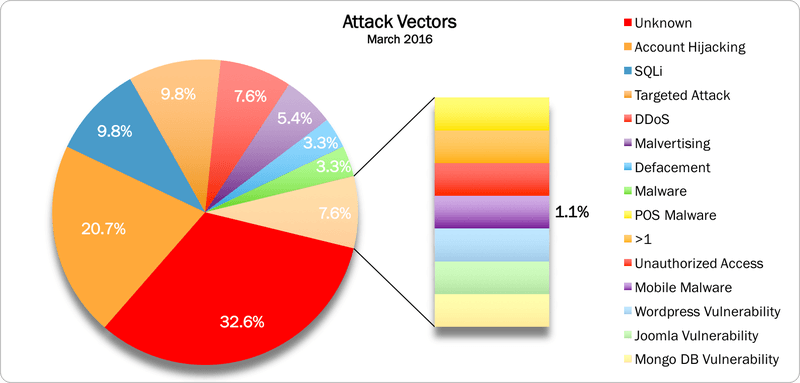 Attack Vectors
March 2016
9.8%
7.6%
5.4%
3.3%
3.3%
7.6%
9.8%
20.7%
32.6%
1.1%
Unknown
Account Hijacking
SQLi
Targeted Attack
DDoS
Malvertising
Defacement
Malware
POS Malware
>1
Unauthorized Access
Mobile Malware
Wordpress Vulnerability
Joomla Vulnerability
Mongo DB Vulnerability